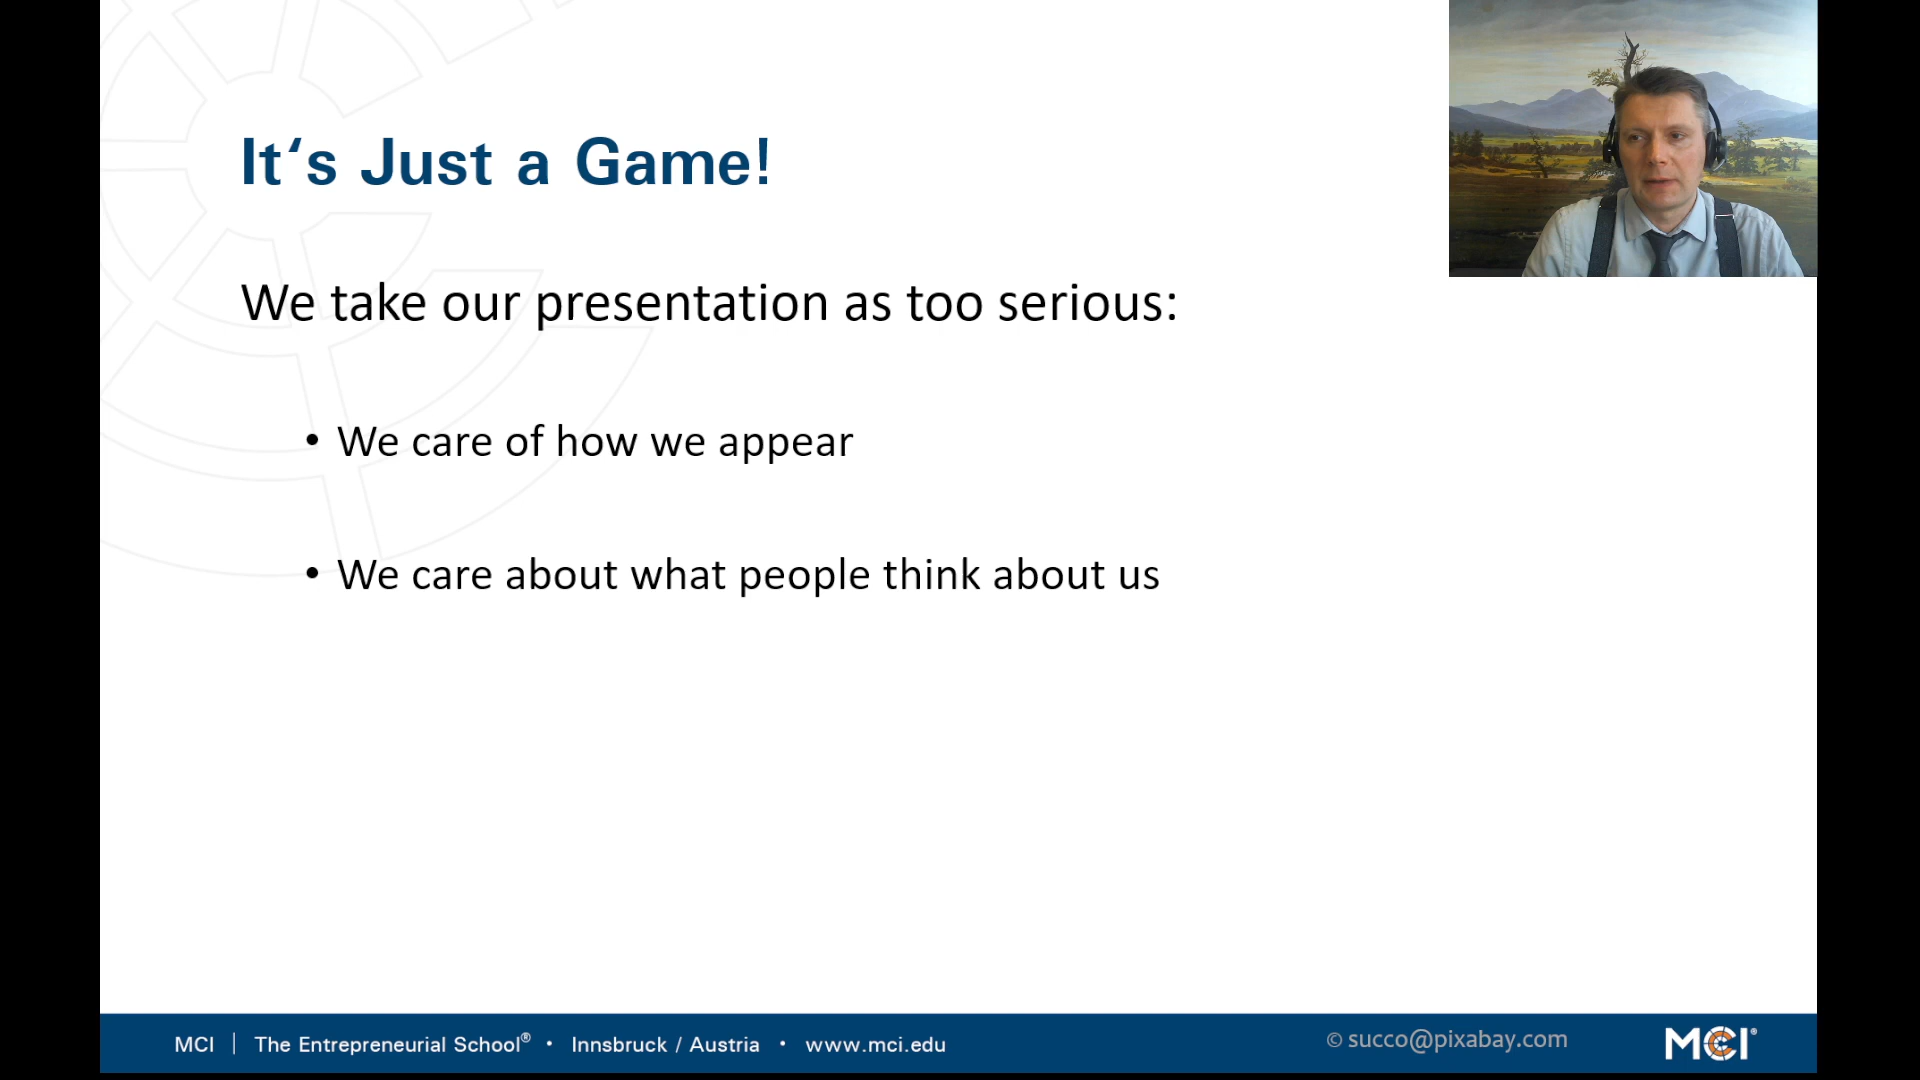 It‘s Just a Game!
We take our presentation as too serious:
• We care of how we appear
• We care about what people think about us
MCI | The Entrepreneurial School® • Innsbruck / Austria • www.mci.edu
© succo@pixabay.com
MCI®